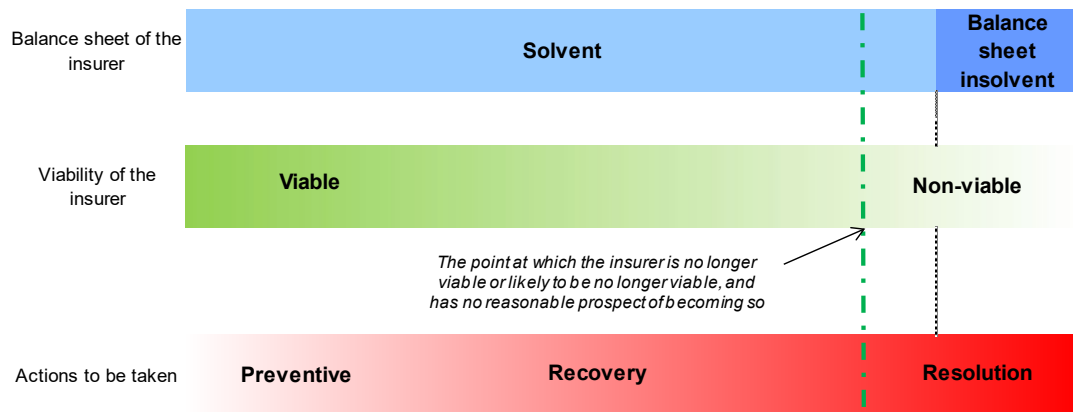 Balance sheet of the
insurer
Solvent
Balance
sheet
insolvent
Viability of the
insurer
Viable
Non-viable
The point at which the insurer is no longer
viable or likely to be no longer viable, and
has no reasonable prospect of becoming so
Actions to be taken
Preventive
Recovery
Resolution